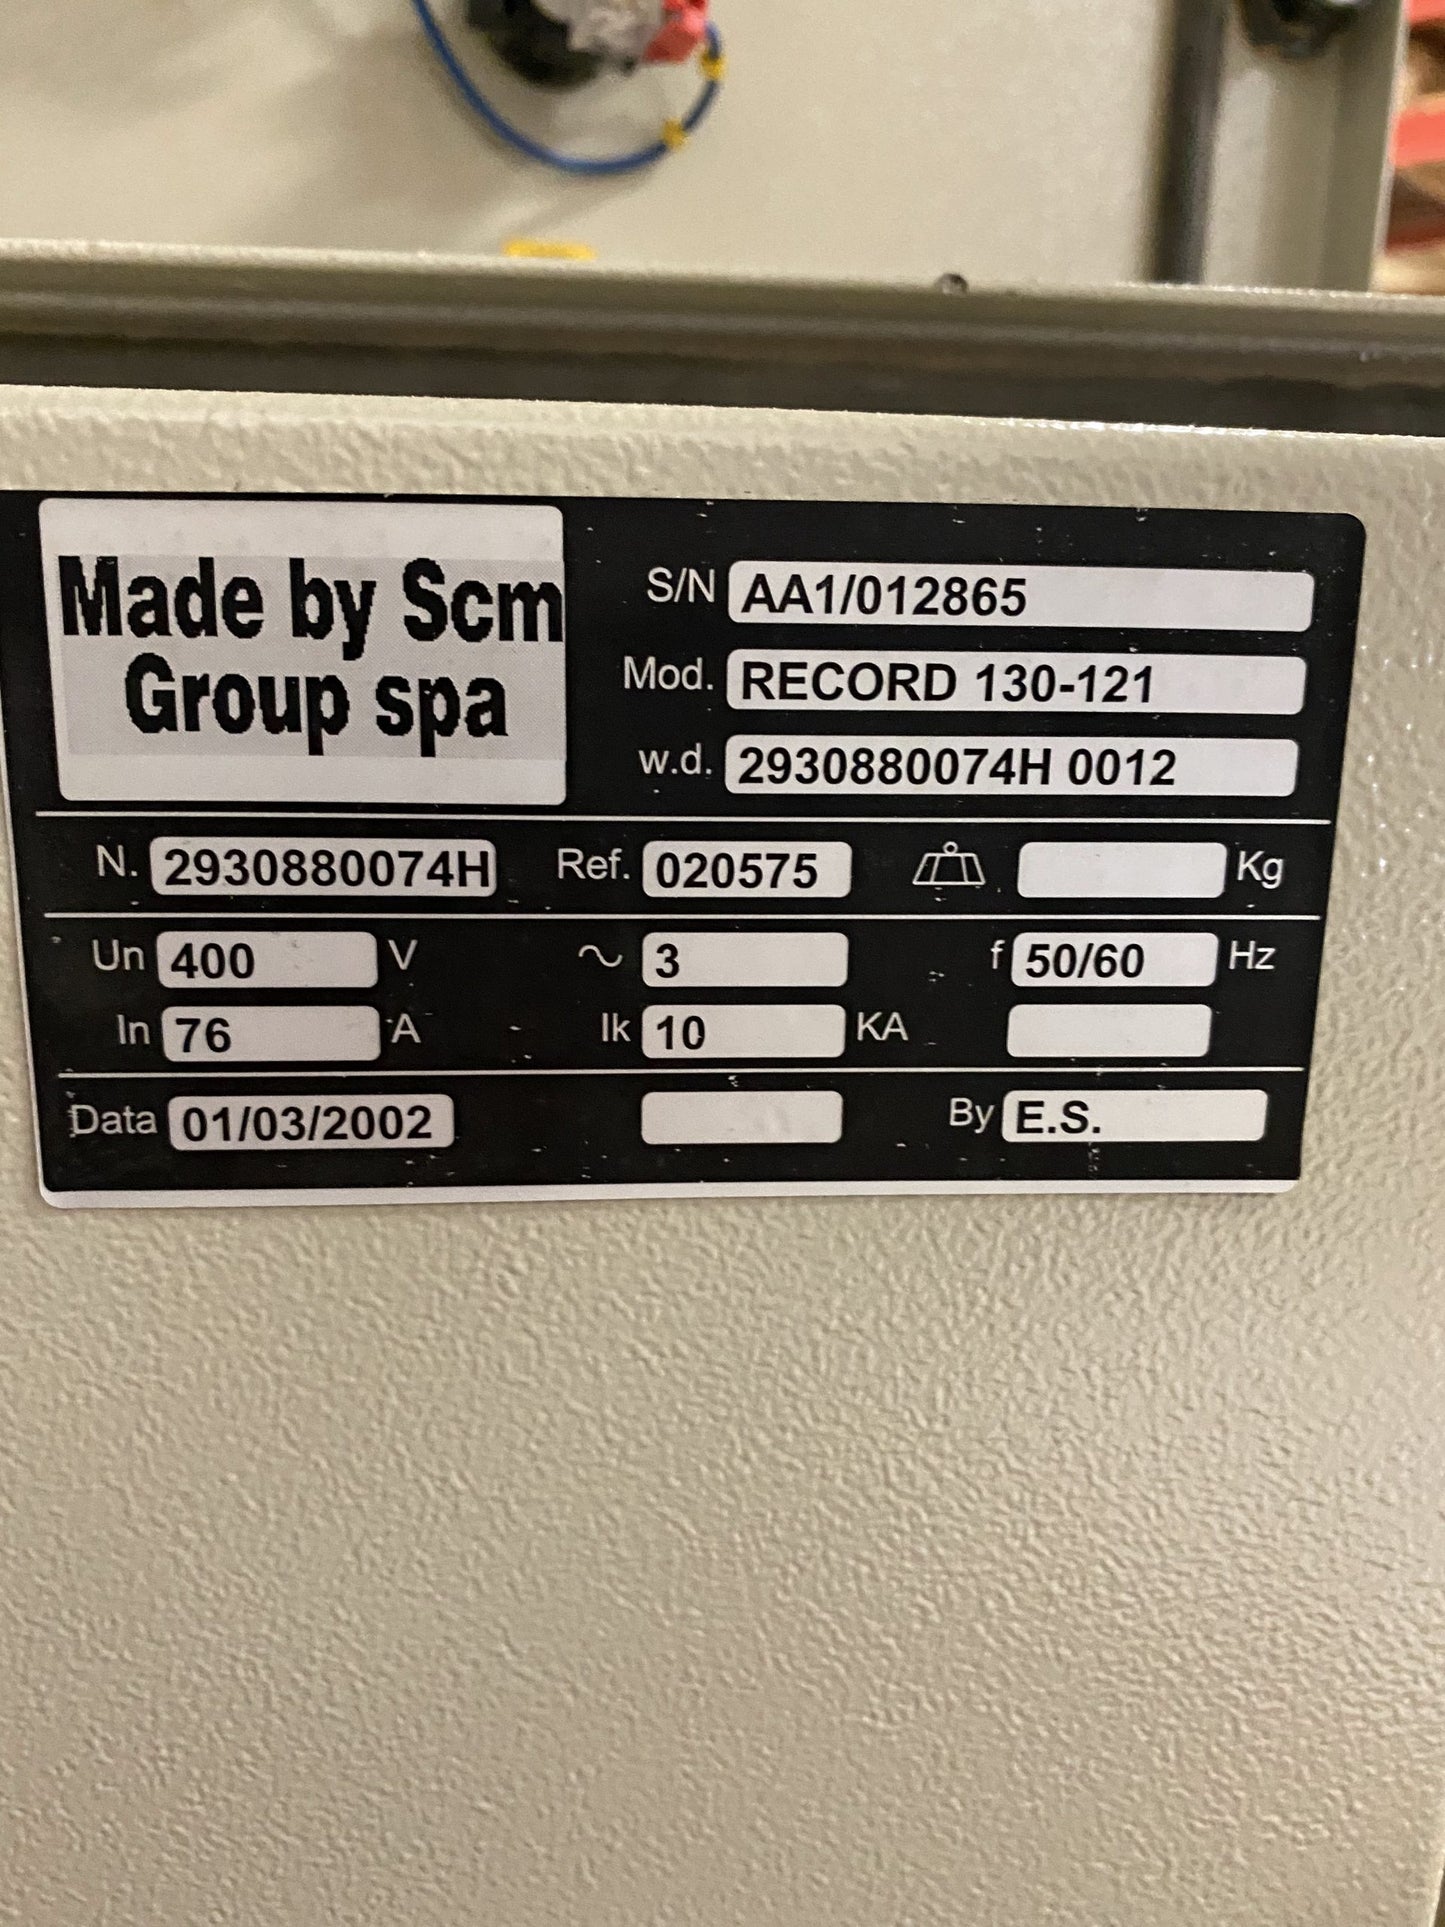 Made by Scm
Group spa
S/N AA1/012865
Mod. RECORD 130-121
w.d. 2930880074H 0012
N. 2930880074H Ref. 020575 Kg
Un 400 V ~ 3 f 50/60 Hz
In 76 A Ik 10 KA
Data 01/03/2002 By E.S.